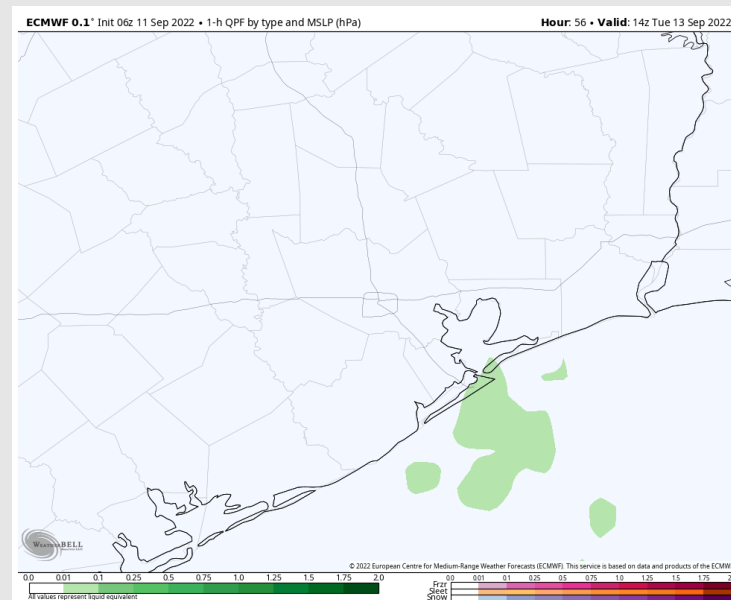 ECMWF 0.1° Init 06z 11 Sep 2022 • 1-h QPF by type and MSLP (hPa)
Hour: 56 • Valid: 14z Tue 13 Sep 2022
WEATHERBELL
© 2022 European Centre for Medium-Range Weather Forecasts (ECMWF). This service is based on data and products of the ECMW
0.0 0.01 0.1 0.25 0.5 0.75 1.0 1.25 1.5 1.75 2.0
All values represent liquid equivalent
0.0 0.01 0.1 0.25 0.5 0.75 1.0 1.25 1.5 1.75 2.
Frzr
Sleet
Snow